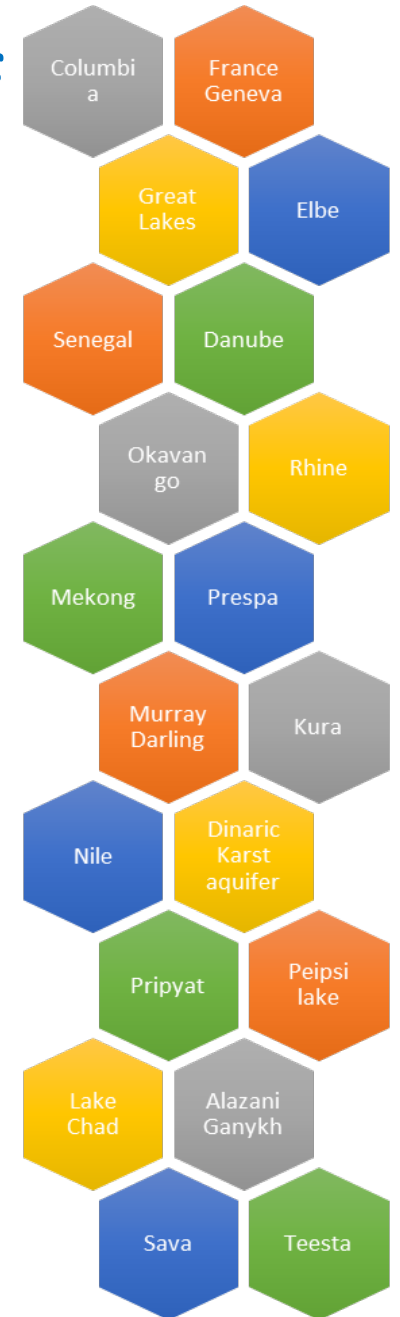 Columbi
a
France
Geneva
Great
Lakes
Elbe
Senegal
Danube
Okavan
go
Rhine
Mekong
Prespa
Murray
Darling
Kura
Nile
Dinaric
Karst
aquifer
Pripyat
Peipsi
lake
Lake
Chad
Alazani
Ganykh
Sava
Teesta